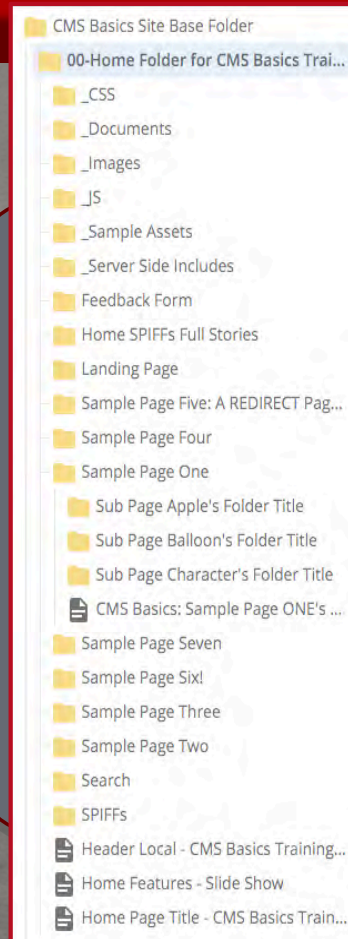 CMS Basics Site Base Folder
00-Home Folder for CMS Basics Trai...
_CSS
_Documents
_Images
_JS
_Sample Assets
_Server Side Includes
Feedback Form
Home SPIFFs Full Stories
Landing Page
Sample Page Five: A REDIRECT Pag...
Sample Page Four
Sample Page One
Sub Page Apple's Folder Title
Sub Page Balloon's Folder Title
Sub Page Character's Folder Title
CMS Basics: Sample Page ONE's ...
Sample Page Seven
Sample Page Six!
Sample Page Three
Sample Page Two
Search
SPIFFs
Header Local - CMS Basics Training...
Home Features - Slide Show
Home Page Title - CMS Basics Train...